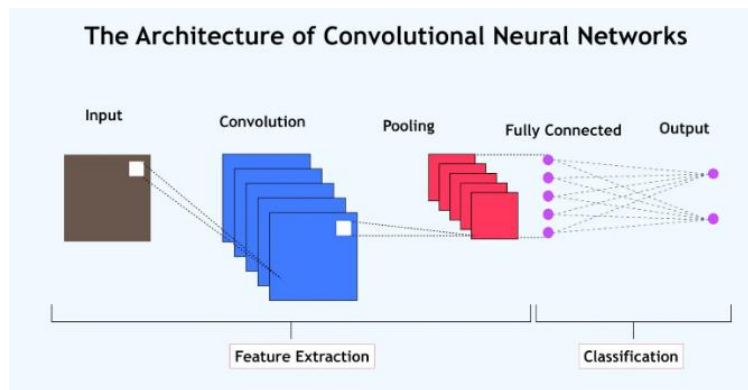 The Architecture of Convolutional Neural Networks
Input
Convolution
Pooling
Fully Connected
Output
Feature Extraction
Classification